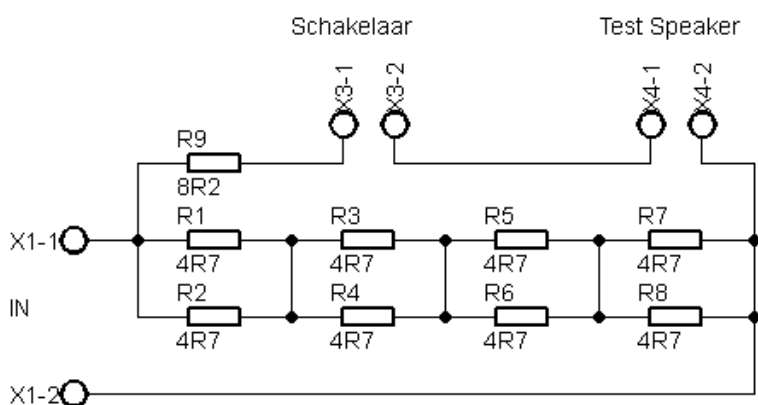 Schakelaar
Test Speaker
X3-1
X3-2
X4-1
X4-2
R9
8R2
R1
R3
R5
R7
X1-1
4R7
4R7
4R7
4R7
R2
R4
R6
R8
IN
4R7
4R7
4R7
4R7
X1-2